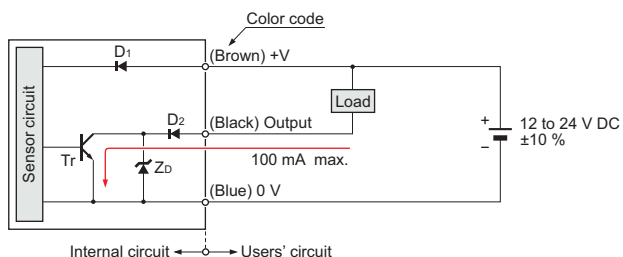 Color code
D1
(Brown) +V
Sensor circuit
Load
D2
(Black) Output
+
12 to 24 V DC
±10 %
−
Tr
ZD
100 mA max.
(Blue) 0 V
Internal circuit
Users' circuit